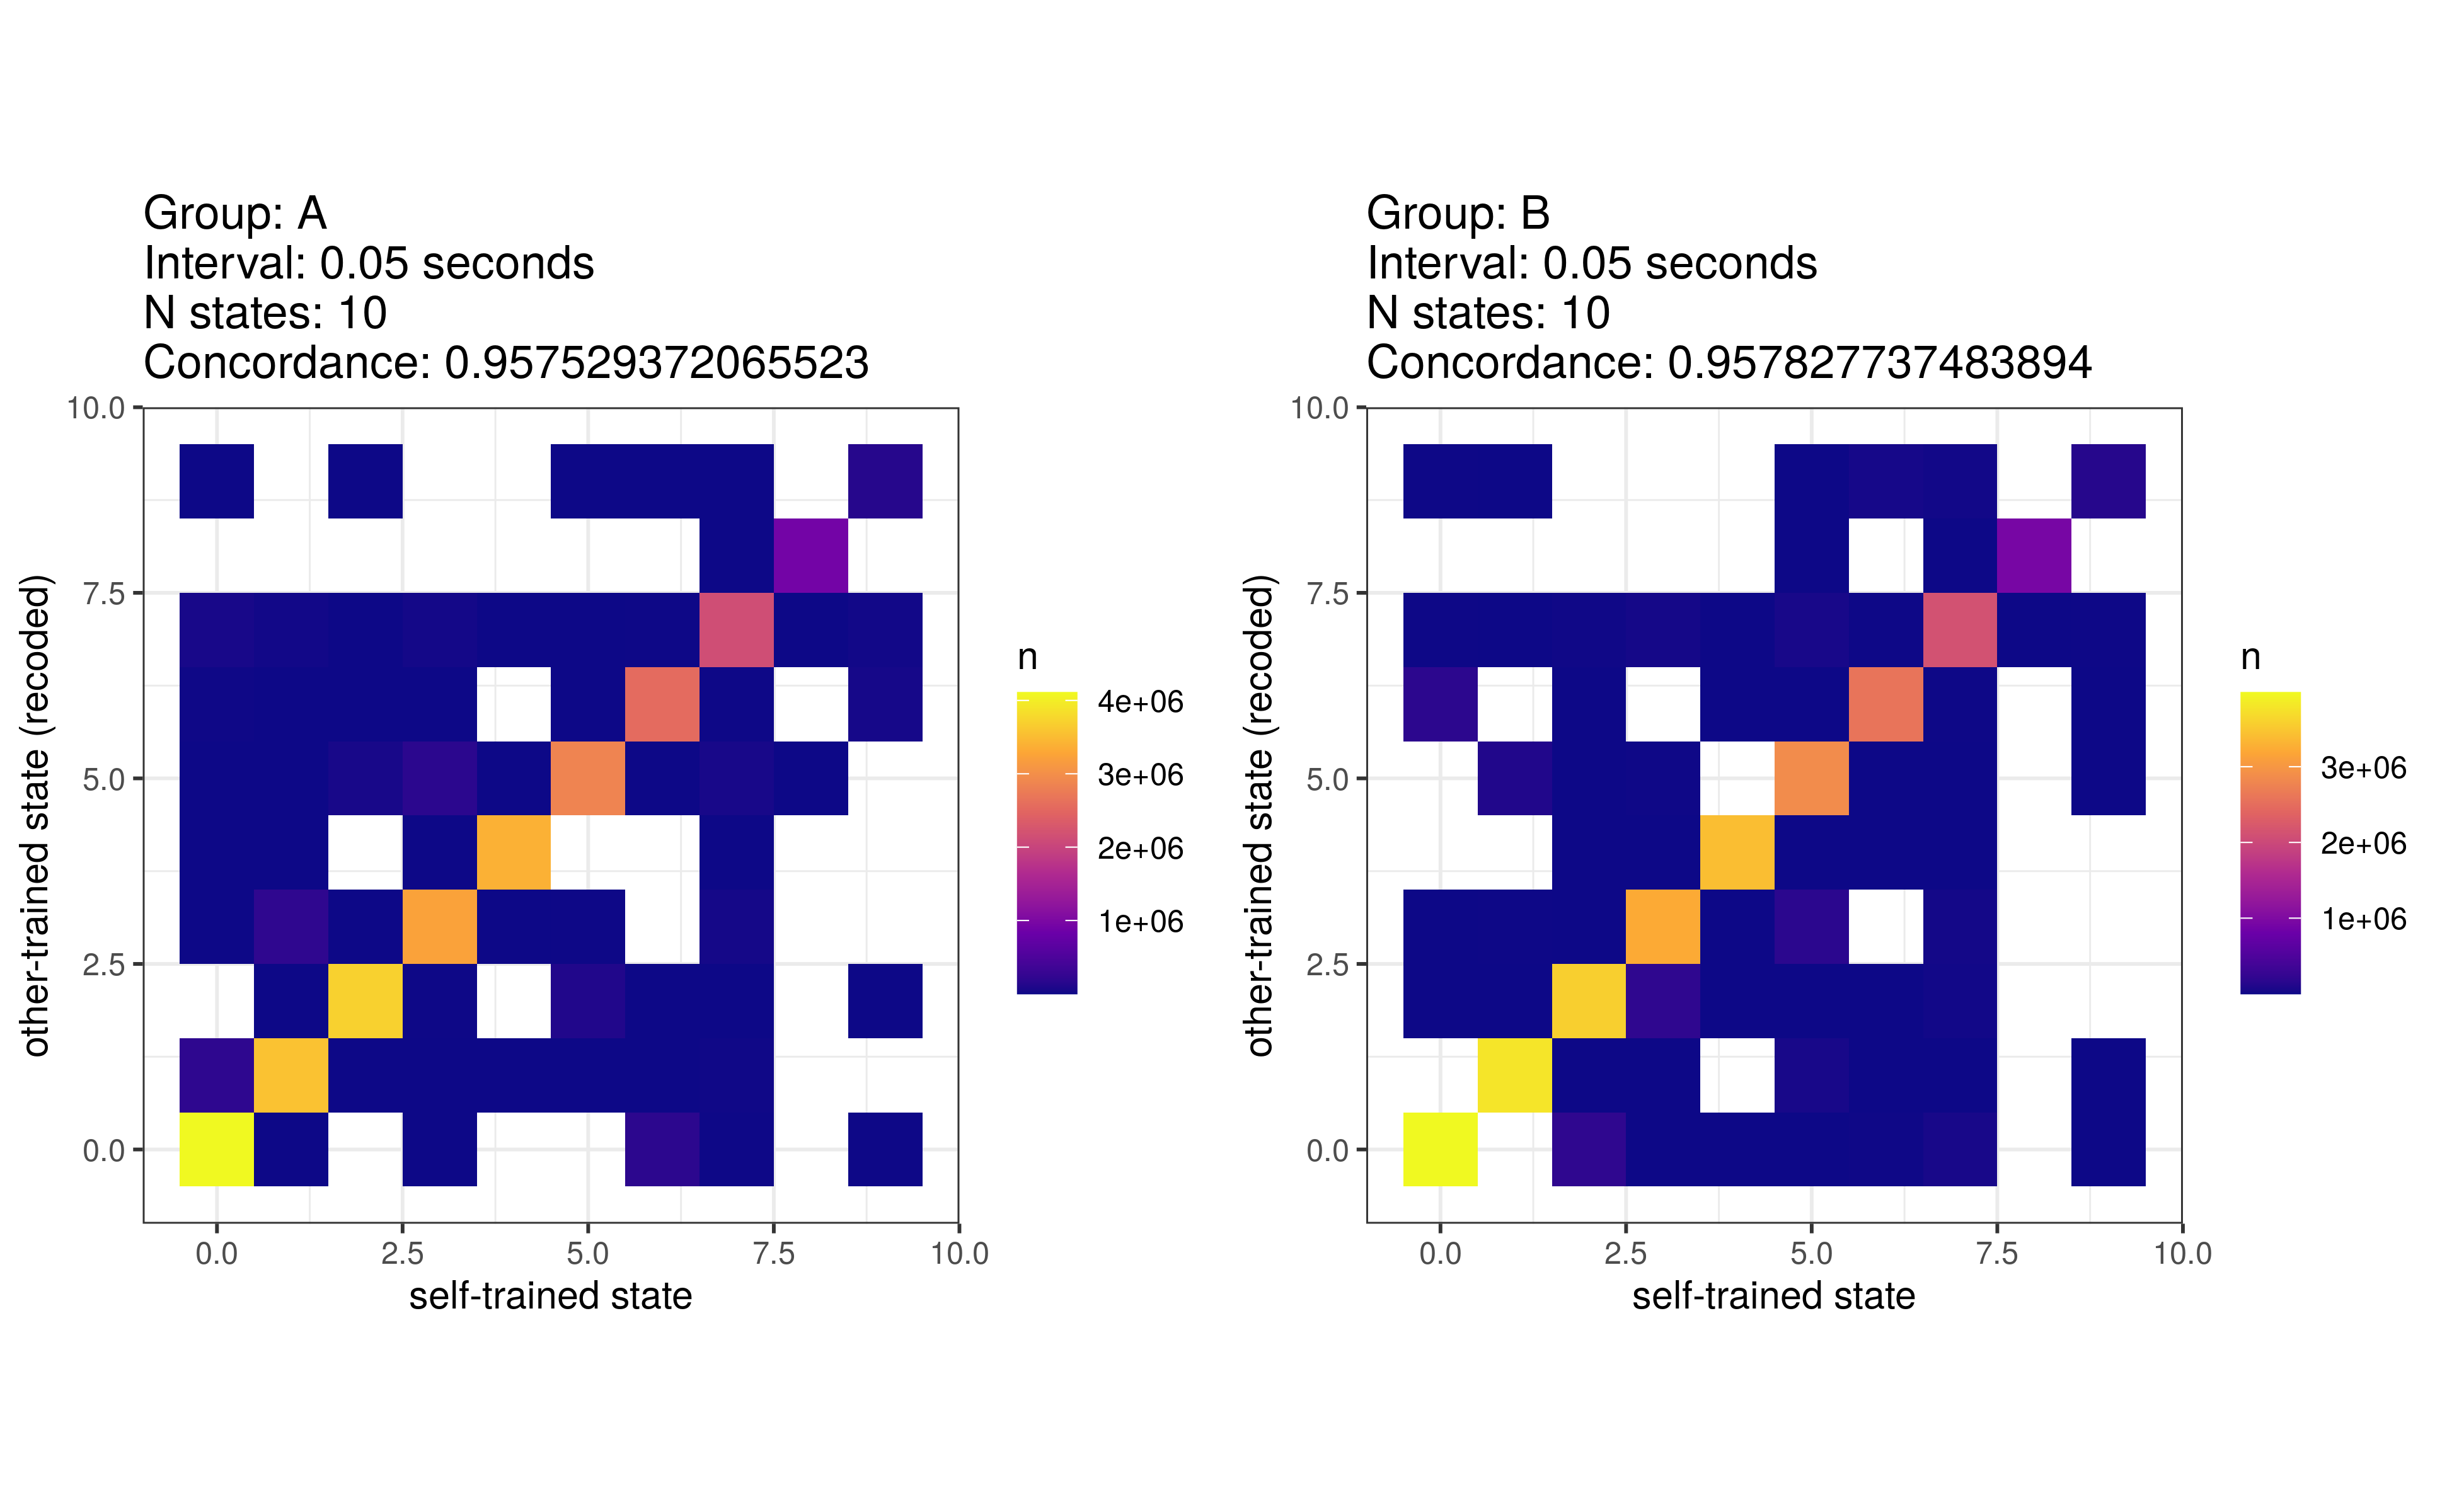 Group: A
Interval: 0.05 seconds
N states: 10
Concordance: 0.957529372065523
10.0
7.5
5.0
2.5
0.0
other-trained state (recoded)
0.0 2.5 5.0 7.5 10.0
self-trained state
n
4e+06
3e+06
2e+06
1e+06
Group: B
Interval: 0.05 seconds
N states: 10
Concordance: 0.957827737483894
10.0
7.5
5.0
2.5
0.0
other-trained state (recoded)
0.0 2.5 5.0 7.5 10.0
self-trained state
n
3e+06
2e+06
1e+06